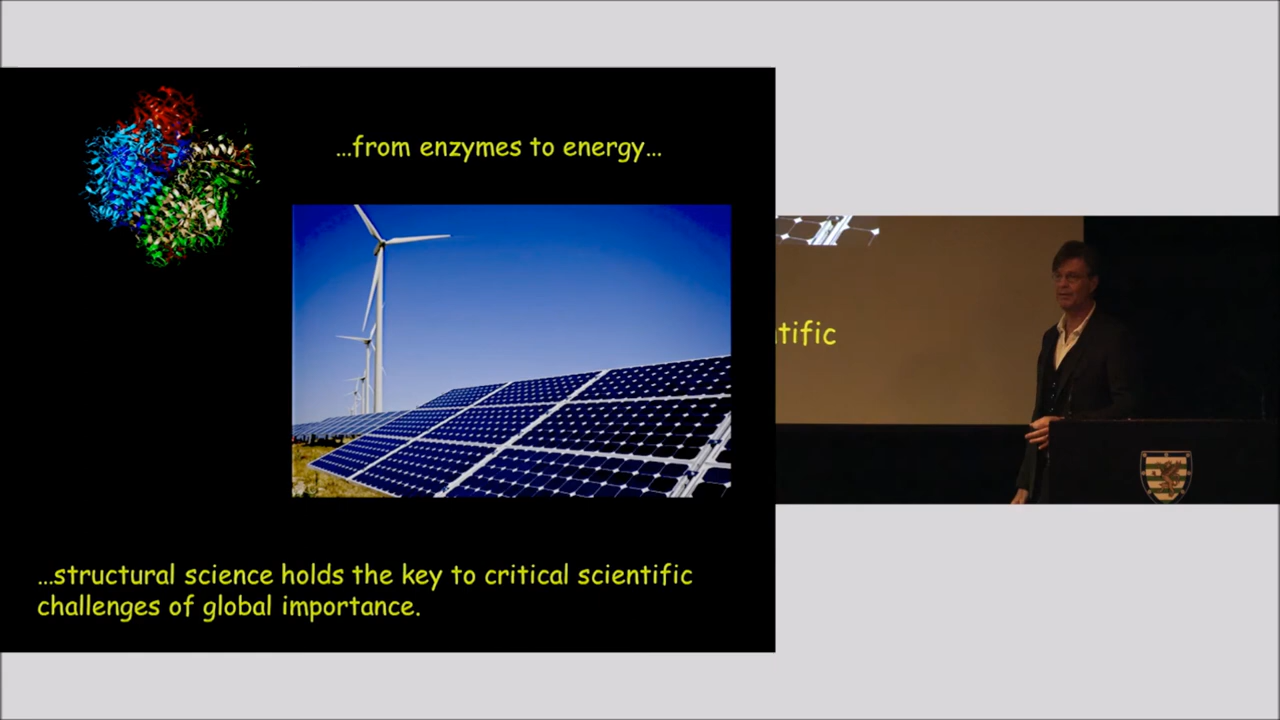 ...from enzymes to energy...
...structural science holds the key to critical scientific
challenges of global importance.
tific